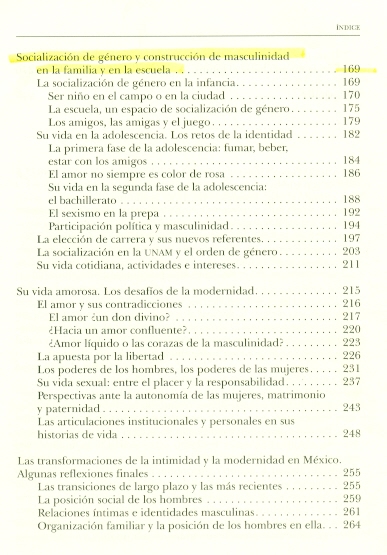 ÍNDICE
Socialización de género y construcción de masculinidad
en la familia y en la escuela . . . . . . . . . . . . . . . . . . . . . . . . 169
La socialización de género en la infancia. . . . . . . . . . . . . . . . 169
Ser niño en el campo o en la ciudad . . . . . . . . . . . . . . . . . 170
La escuela, un espacio de socialización de género . . . . . . . 175
Los amigos, las amigas y el juego . . . . . . . . . . . . . . . . . . . . 179
Su vida en la adolescencia. Los retos de la identidad . . . . . . 182
La primera fase de la adolescencia: fumar, beber,
estar con los amigos . . . . . . . . . . . . . . . . . . . . . . . . . . . . . 184
El amor no siempre es color de rosa . . . . . . . . . . . . . . . . . 186
Su vida en la segunda fase de la adolescencia:
el bachillerato . . . . . . . . . . . . . . . . . . . . . . . . . . . . . . . . . . 188
El sexismo en la prepa . . . . . . . . . . . . . . . . . . . . . . . . . . . 192
Participación política y masculinidad . . . . . . . . . . . . . . . . . 194
La elección de carrera y sus nuevos referentes. . . . . . . . . . . . 197
La socialización en la UNAM y el orden de género . . . . . . . . . 203
Su vida cotidiana, actividades e intereses. . . . . . . . . . . . . . . . 211
Su vida amorosa. Los desafíos de la modernidad . . . . . . . . . . . 215
El amor y sus contradicciones . . . . . . . . . . . . . . . . . . . . . . . 216
El amor ¿un don divino? . . . . . . . . . . . . . . . . . . . . . . . . . . 217
¿Hacia un amor confluente? . . . . . . . . . . . . . . . . . . . . . . . . 220
¿Amor líquido o las corazas de la masculinidad? . . . . . . . . . 223
La apuesta por la libertad . . . . . . . . . . . . . . . . . . . . . . . . . . 226
Los poderes de los hombres, los poderes de las mujeres . . . . . 231
Su vida sexual: entre el placer y la responsabilidad . . . . . . . . . 237
Perspectivas ante la autonomía de las mujeres, matrimonio
y paternidad . . . . . . . . . . . . . . . . . . . . . . . . . . . . . . . . . . . . 243
Las articulaciones institucionales y personales en sus
historias de vida . . . . . . . . . . . . . . . . . . . . . . . . . . . . . . . . . 248
Las transformaciones de la intimidad y la modernidad en México.
Algunas reflexiones finales . . . . . . . . . . . . . . . . . . . . . . . . . . . 255
Las transiciones de largo plazo y las más recientes . . . . . . . . . 255
La posición social de los hombres . . . . . . . . . . . . . . . . . . . . . 259
Relaciones íntimas e identidades masculinas . . . . . . . . . . . . . 261
Organización familiar y la posición de los hombres en ella. . . 264